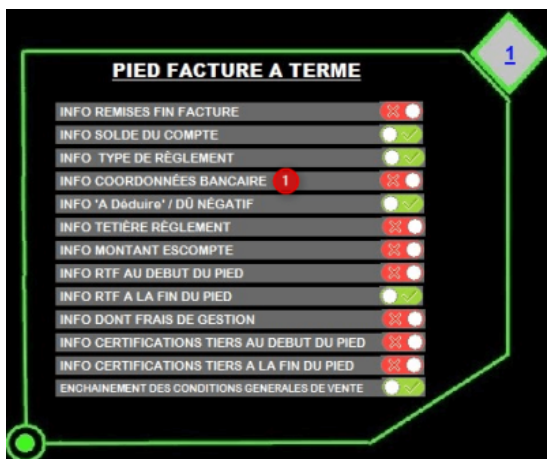 1
PIED FACTURE A TERME
INFO REMISES FIN FACTURE
INFO SOLDE DU COMPTE
INFO TYPE DE RÈGLEMENT
INFO COORDONNÉES BANCAIRE 1
INFO 'A Déduire' / DÛ NÉGATIF
INFO TETIÈRE RÈGLEMENT
INFO MONTANT ESCOMPTE
INFO RTF AU DEBUT DU PIED
INFO RTF A LA FIN DU PIED
INFO DONT FRAIS DE GESTION
INFO CERTIFICATIONS TIERS AU DEBUT DU PIED
INFO CERTIFICATIONS TIERS A LA FIN DU PIED
ENCHAINEMENT DES CONDITIONS GENERALES DE VENTE